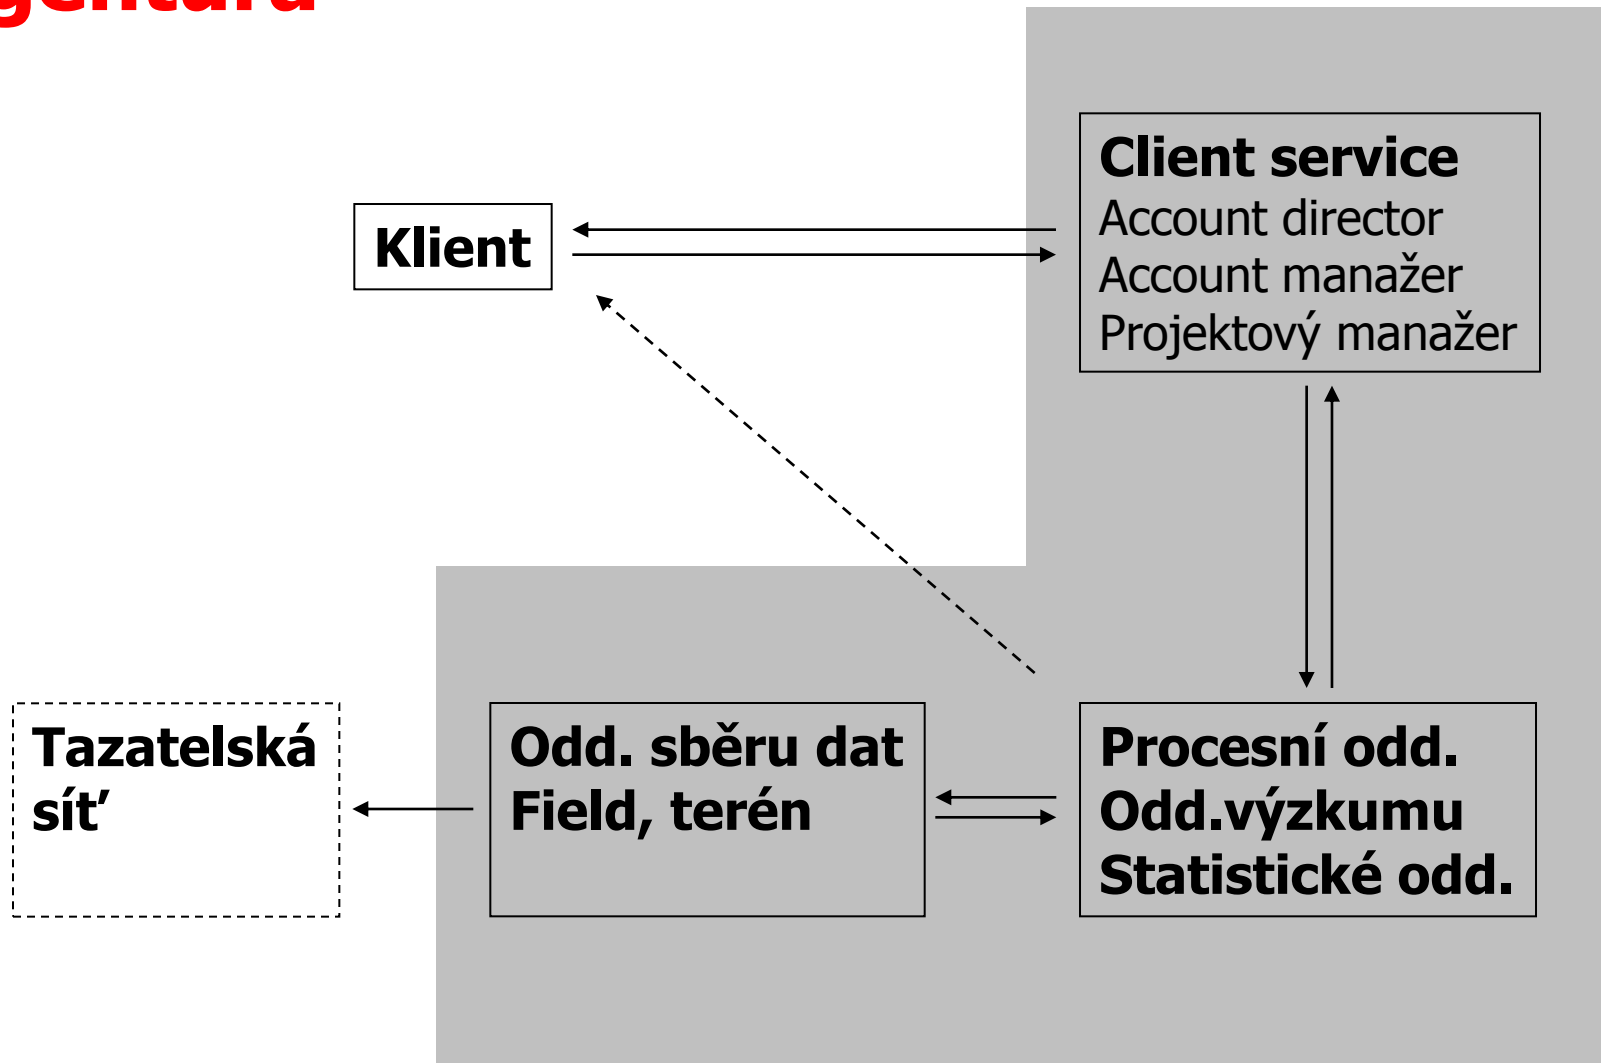 Client service
Account director
Account manažer
Projektový manažer
Klient
Tazatelská
síť
Odd. sběru dat
Field, terén
Procesní odd.
Odd.výzkumu
Statistické odd.